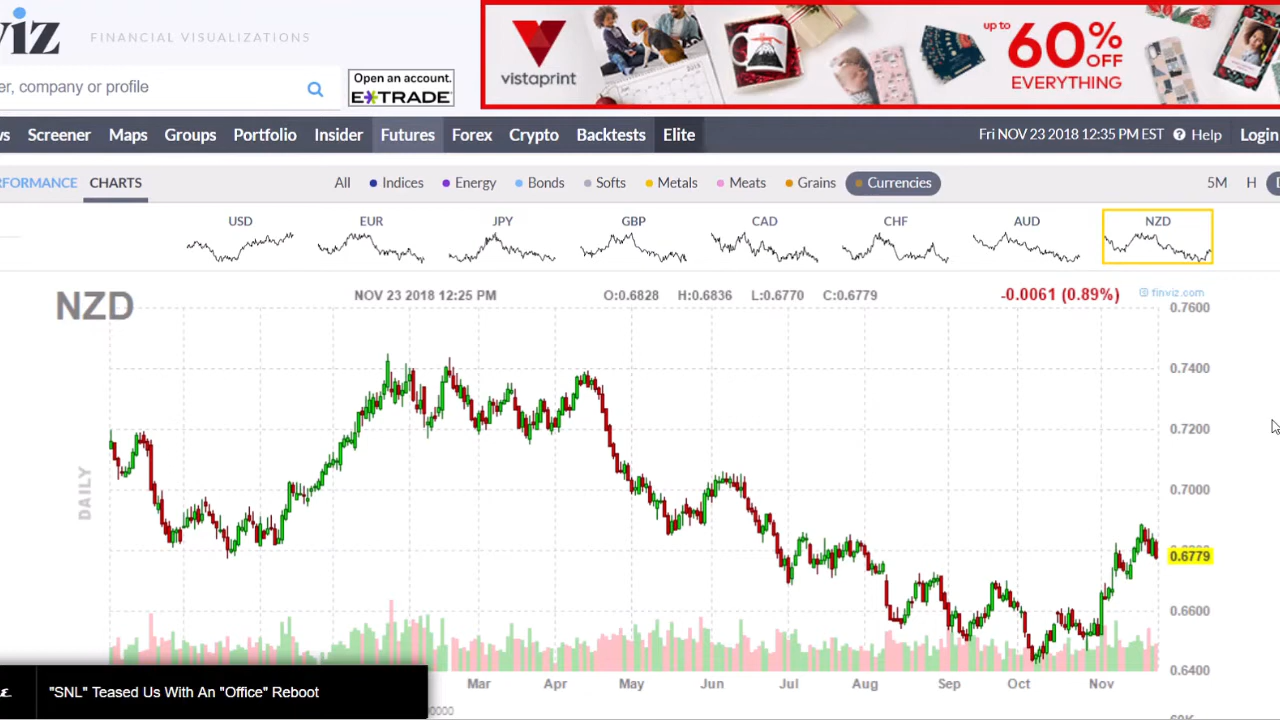 viz
FINANCIAL VISUALIZATIONS
er, company or profile
Open an account.
E*TRADE
vistaprint
up to
60% OFF
EVERYTHING
Screener Maps Groups Portfolio Insider Futures Forex Crypto Backtests Elite
Fri NOV 23 2018 12:35 PM EST ? Help Login
RFORMANCE CHARTS
All Indices Energy Bonds Softs Metals Meats Grains Currencies
5M H
USD EUR JPY GBP CAD CHF AUD NZD
NZD
NOV 23 2018 12:25 PM O:0.6828 H:0.6836 L:0.6770 C:0.6779 -0.0061 (0.89%)
finviz.com
0.7600
0.7400
0.7200
0.7000
0.6779
0.6600
0.6400
DAILY
Mar Apr May Jun Jul Aug Sep Oct Nov
"SNL" Teased Us With An "Office" Reboot